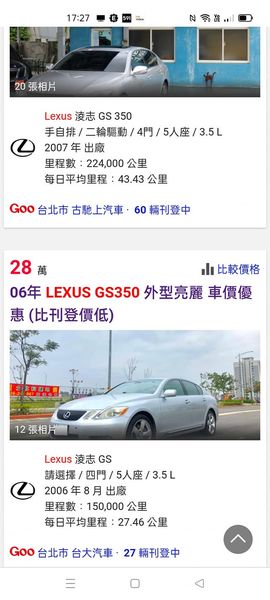 17:27
20 張相片
Lexus 淩志 GS 350
手自排 / 二輪驅動 / 4門 / 5人座 / 3.5 L
2007 年 出廠
里程數：224,000 公里
每日平均里程：43.43 公里
Goo 台北市 古馳上汽車 · 60 輛刊登中
28 萬
比較價格
06年 LEXUS GS350 外型亮麗 車價優
惠 (比刊登價低)
12 張相片
Lexus 淩志 GS
請選擇 / 四門 / 5人座 / 3.5 L
2006 年 8 月 出廠
里程數：150,000 公里
每日平均里程：27.46 公里
Goo 台北市 台大汽車 · 27 輛刊登中